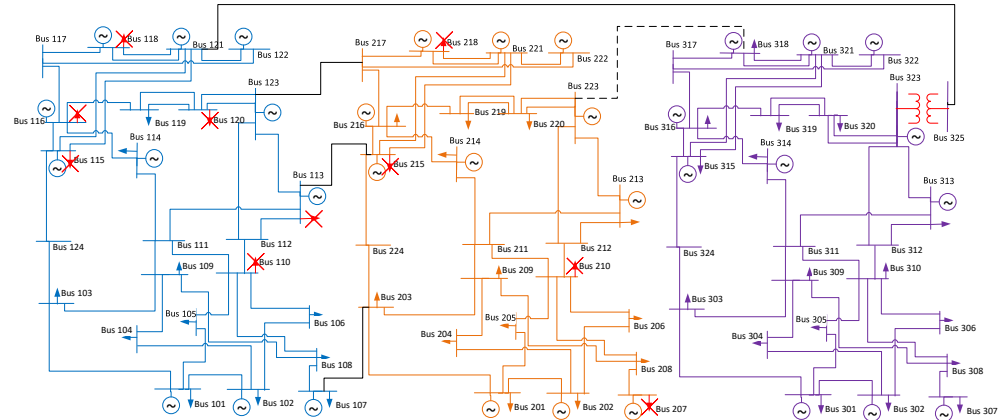 Bus 117
Bus 118
Bus 121
Bus 122
Bus 217
Bus 218
Bus 221
Bus 222
Bus 317
Bus 318
Bus 321
Bus 322
Bus 123
Bus 223
Bus 323
Bus 116
Bus 119
Bus 120
Bus 216
Bus 219
Bus 220
Bus 316
Bus 319
Bus 320
Bus 325
Bus 114
Bus 115
Bus 214
Bus 215
Bus 314
Bus 315
Bus 113
Bus 213
Bus 313
Bus 124
Bus 111
Bus 112
Bus 224
Bus 211
Bus 212
Bus 324
Bus 311
Bus 312
Bus 109
Bus 110
Bus 209
Bus 210
Bus 309
Bus 310
Bus 103
Bus 203
Bus 303
Bus 104
Bus 105
Bus 106
Bus 204
Bus 205
Bus 206
Bus 304
Bus 305
Bus 306
Bus 108
Bus 208
Bus 308
Bus 101
Bus 102
Bus 107
Bus 201
Bus 202
Bus 207
Bus 301
Bus 302
Bus 307